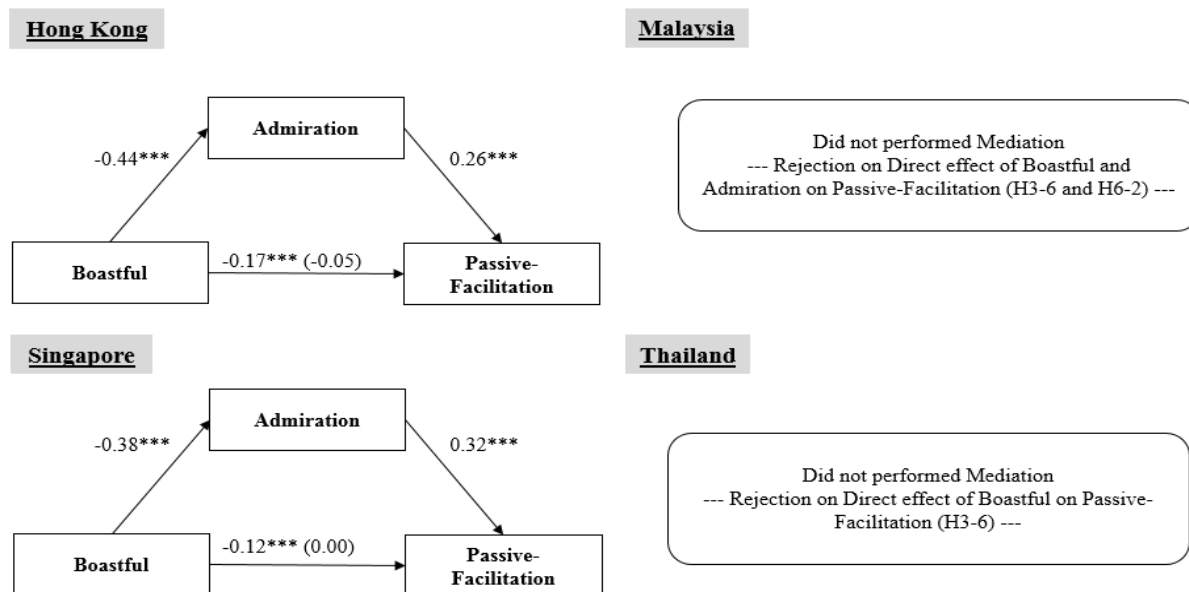 Hong Kong
Admiration
-0.44***
0.26***
Boastful
-0.17*** (-0.05)
Passive-
Facilitation
Malaysia
Did not performed Mediation
--- Rejection on Direct effect of Boastful and
Admiration on Passive-Facilitation (H3-6 and H6-2) ---
Singapore
Admiration
-0.38***
0.32***
Boastful
-0.12*** (0.00)
Passive-
Facilitation
Thailand
Did not performed Mediation
--- Rejection on Direct effect of Boastful on Passive-
Facilitation (H3-6) ---